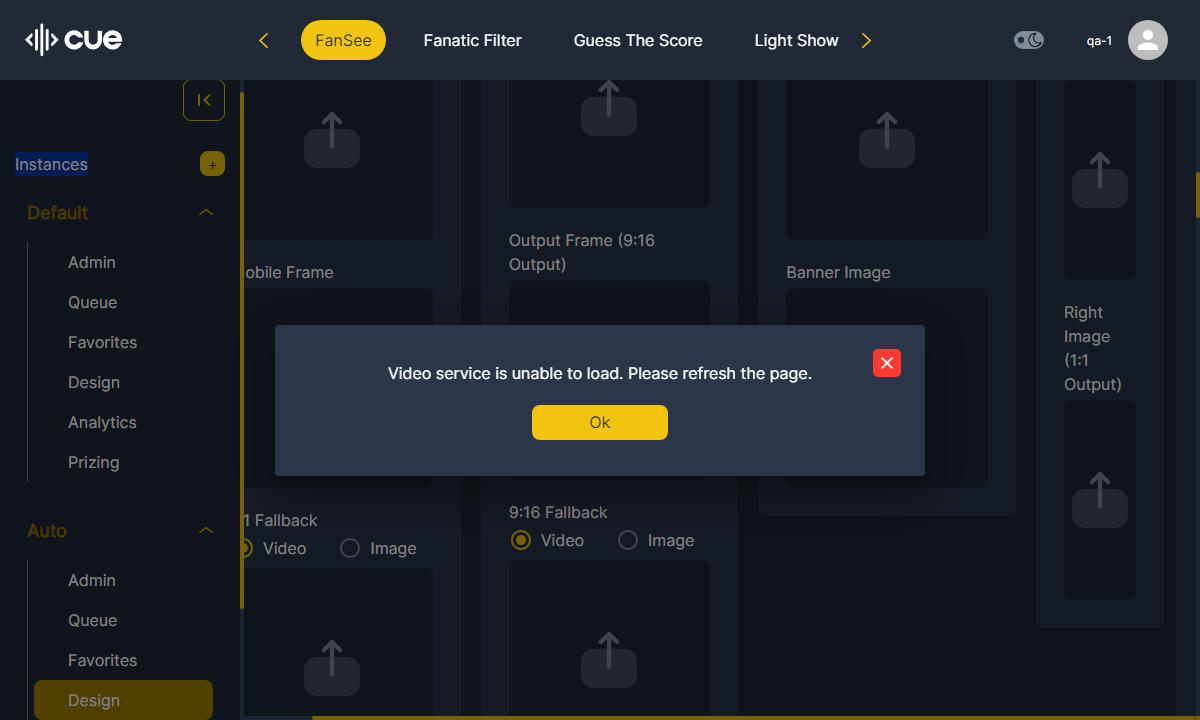 cue
FanSee
Fanatic Filter
Guess The Score
Light Show
qa-1
Instances
+
Default
Admin
Queue
Favorites
Design
Analytics
Prizing
Auto
Admin
Queue
Favorites
Design
obile Frame
1 Fallback
Video
Image
Output Frame (9:16
Output)
9:16 Fallback
Video
Image
Banner Image
Right
Image
(1:1
Output)
Video service is unable to load. Please refresh the page.
Ok